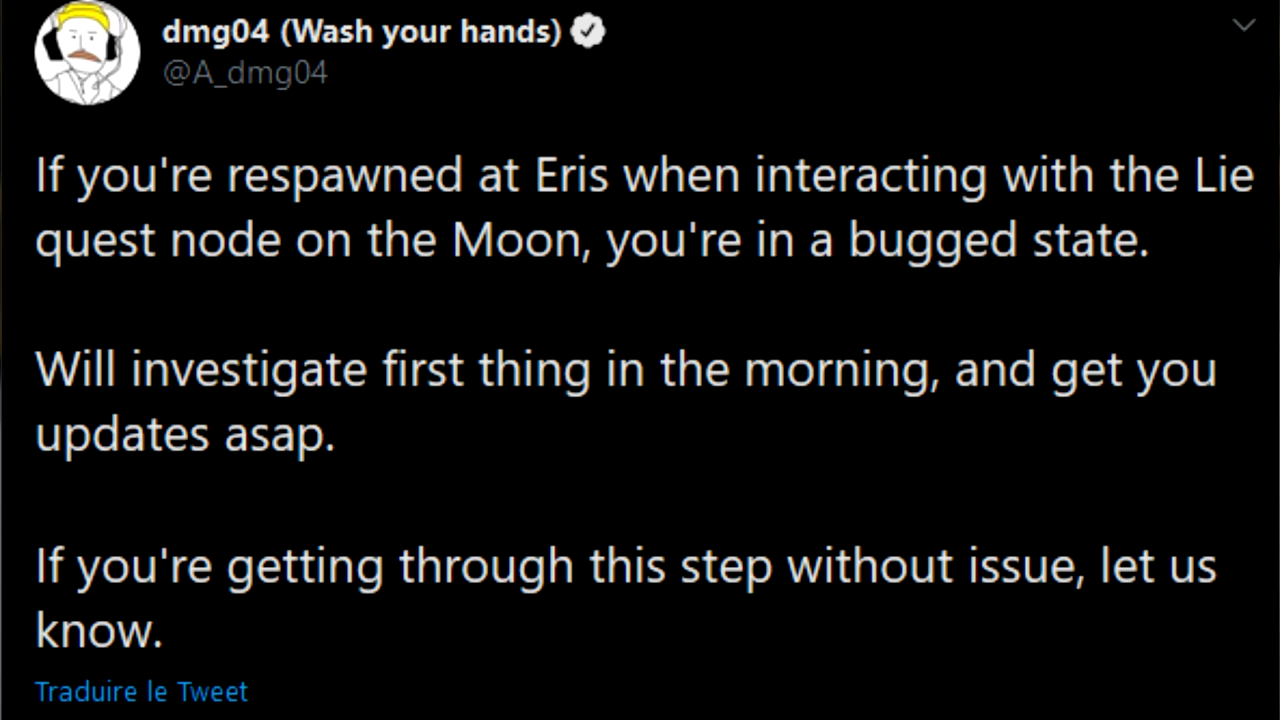 dmg04 (Wash your hands)
@A_dmg04
If you're respawned at Eris when interacting with the Lie
quest node on the Moon, you're in a bugged state.
Will investigate first thing in the morning, and get you
updates asap.
If you're getting through this step without issue, let us
know.
Traduire le Tweet